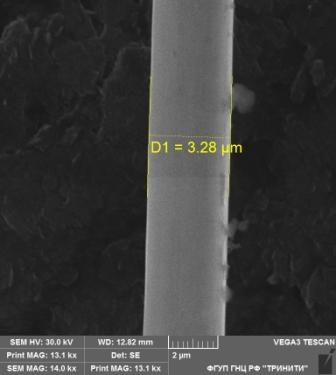 D1 = 3.28 µm
SEM HV: 30.0 kV WD: 12.82 mm VEGA3 TESCAN
Print MAG: 13.1 kx Det: SE 2 µm
SEM MAG: 14.0 kx Print MAG: 13.1 kx ФГУП ГНЦ РФ "ТРИНИТИ"